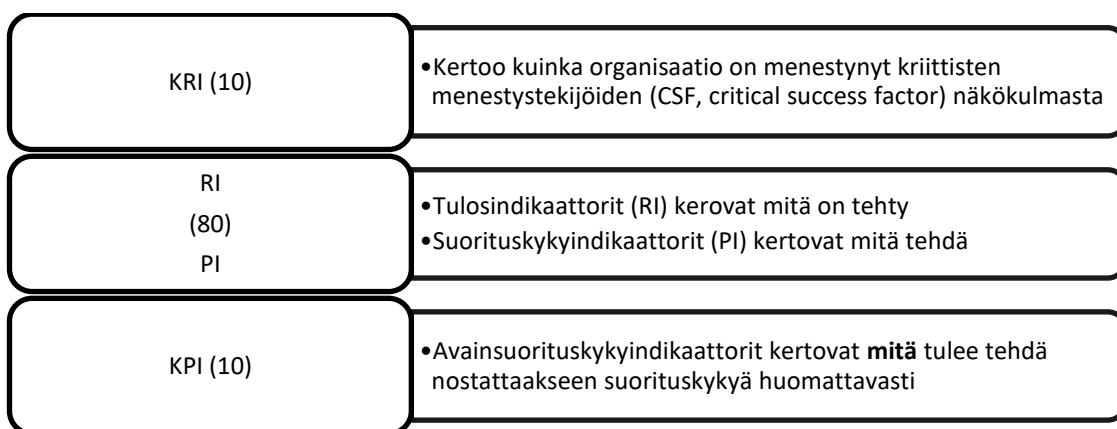 KRI (10)
•Kertoo kuinka organisaatio on menestynyt kriittisten
menestystekijöiden (CSF, critical success factor) näkökulmasta
RI
(80)
PI
•Tulosindikaattorit (RI) kerovat mitä on tehty
•Suorituskykyindikaattorit (PI) kertovat mitä tehdä
KPI (10)
•Avainsuorituskykyindikaattorit kertovat mitä tulee tehdä
nostattaakseen suorituskykyä huomattavasti